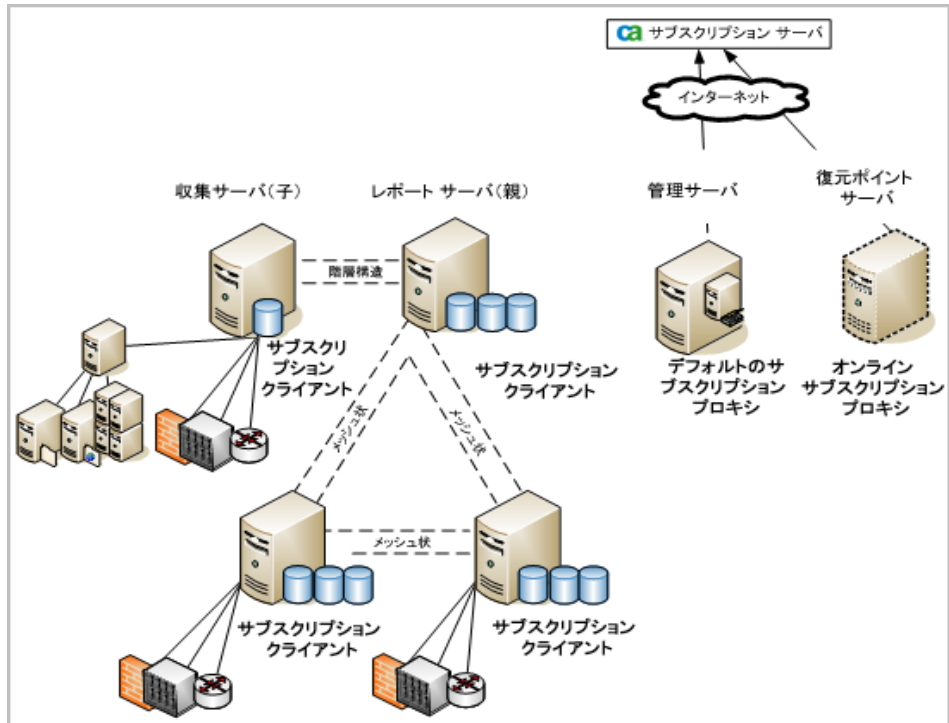 ca サブスクリプション サーバ
インターネット
収集サーバ(子)
レポート サーバ(親)
管理サーバ
復元ポイント
サーバ
階層構造
サブスクリ
プション
クライアント
サブスクリプション
クライアント
デフォルトのサ
ブスクリプション
プロキシ
オンライン
サブスクリプション
プロキシ
メッシュ状
メッシュ状
メッシュ状
サブスクリプション
クライアント
サブスクリプション
クライアント